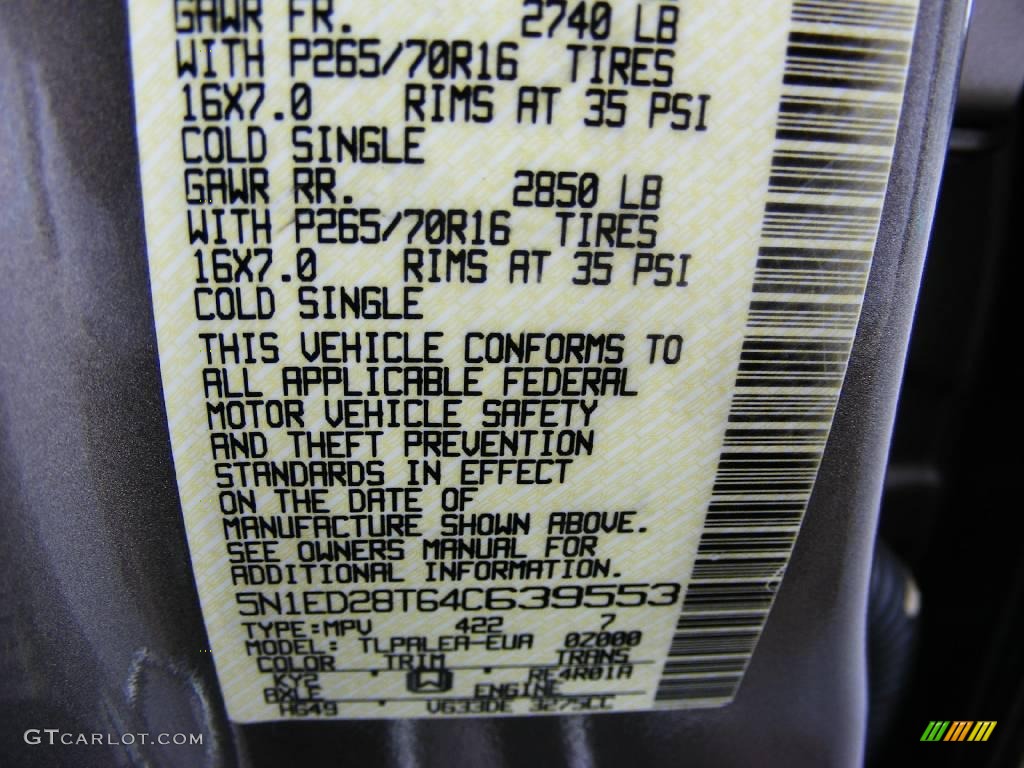 GAWR FR. 2740 LB
WITH P265/70R16 TIRES
16X7.0 RIMS AT 35 PSI
COLD SINGLE
GAWR RR. 2850 LB
WITH P265/70R16 TIRES
16X7.0 RIMS AT 35 PSI
COLD SINGLE
THIS VEHICLE CONFORMS TO
ALL APPLICABLE FEDERAL
MOTOR VEHICLE SAFETY
AND THEFT PREVENTION
STANDARDS IN EFFECT
ON THE DATE OF
MANUFACTURE SHOWN ABOVE.
SEE OWNERS MANUAL FOR
ADDITIONAL INFORMATION.
5N1ED28T64C639553
TYPE:MPV 422 7
MODEL: TLPALEA-EUA 0Z000
COLOR TRIM TRANS
KY2 W RE4R01A
AXLE ENGINE
HG49 VG33DE 3275CC
GTCARLOT.COM